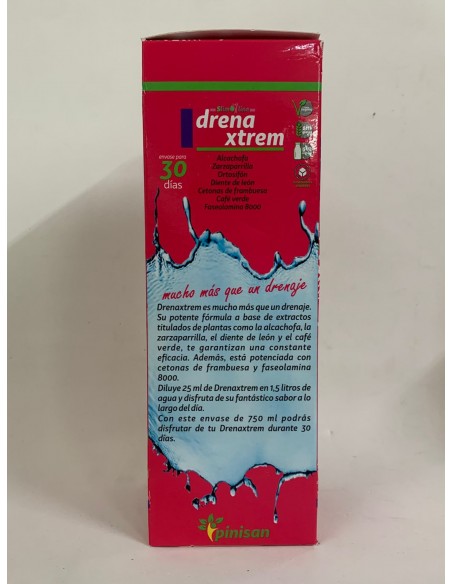 drena
xtrem
envase para
30
días
Alcachofa
Zarzaparrilla
Ortosifón
Diente de león
Cetonas de frambuesa
Café verde
Faseolamina 8000
mucho más que un drenaje
Drenaxtrem es mucho más que un drenaje.
Su potente fórmula a base de extractos
titulados de plantas como la alcachofa, la
zarzaparrilla, el diente de león y el café
verde, te garantizan una constante
eficacia. Además, está potenciado con
cetonas de frambuesa y faseolamina
8000.
Diluye 25 ml de Drenaxtrem en 1,5 litros de
agua y disfruta de su fantástico sabor a lo
largo del día.
Con este envase de 750 ml podrás
disfrutar de tu Drenaxtrem durante 30
días.
pinisan